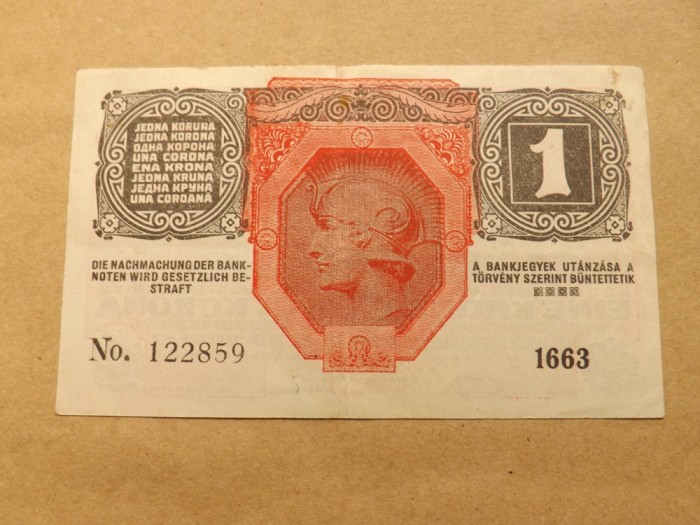 JEDNA KORUNA
JEDNA KORONA
ОДНА КОРОНА
UNA CORONA
ENA KRONA
JEDNA KRUNA
ЈЕДНА КРУНА
UNA COROANĂ
1
DIE NACHMACHUNG DER BANK-
NOTEN WIRD GESETZLICH BE-
STRAFT
A BANKJEGYEK UTÁNZÁSA A
TÖRVÉNY SZERINT BÜNTETTETIK
No. 122859
1663